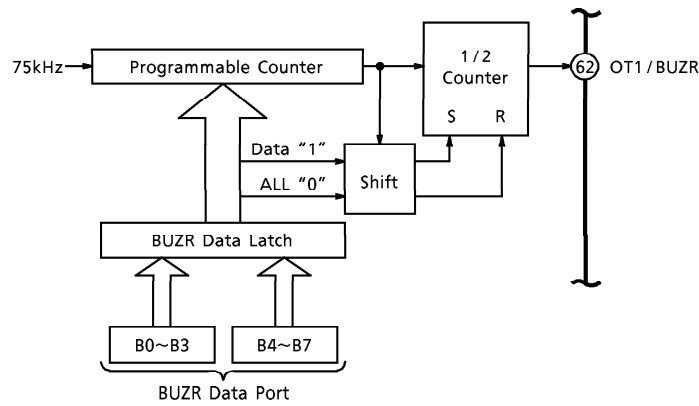 75kHz
Programmable Counter
1/2
Counter
S R
62
OT1/BUZR
Data “1”
ALL “0”
Shift
BUZR Data Latch
B0~B3
B4~B7
BUZR Data Port